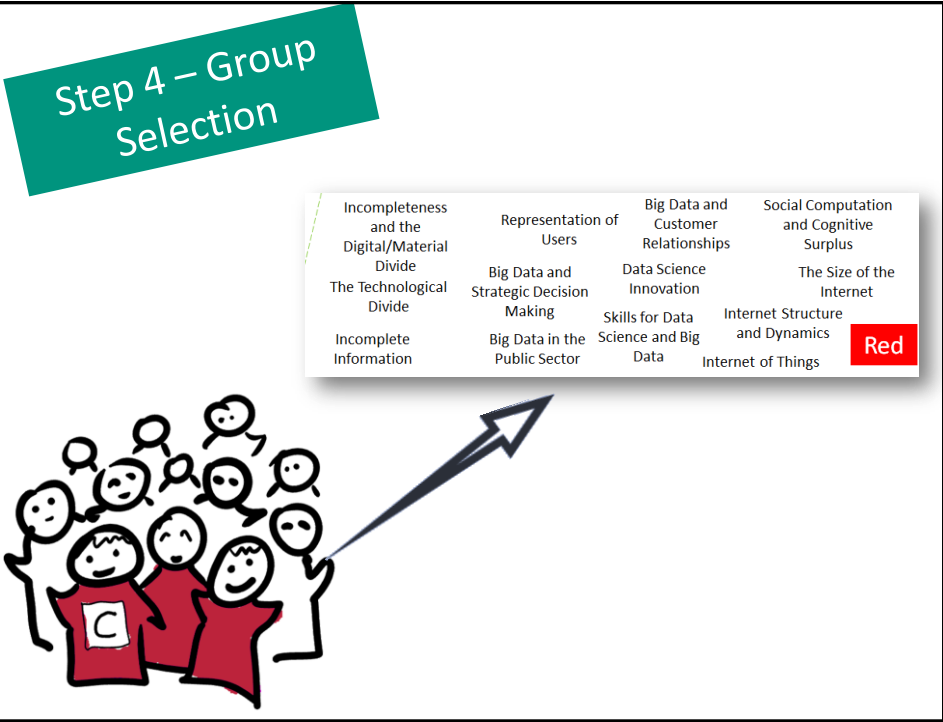 Step 4 – Group
Selection
Incompleteness
and the
Digital/Material
Divide
The Technological
Divide
Incomplete
Information
Representation of
Users
Big Data and
Strategic Decision
Making
Big Data in the
Public Sector
Big Data and
Customer
Relationships
Data Science
Innovation
Skills for Data
Science and Big
Data
Social Computation
and Cognitive
Surplus
The Size of the
Internet
Internet Structure
and Dynamics
Internet of Things
Red
C